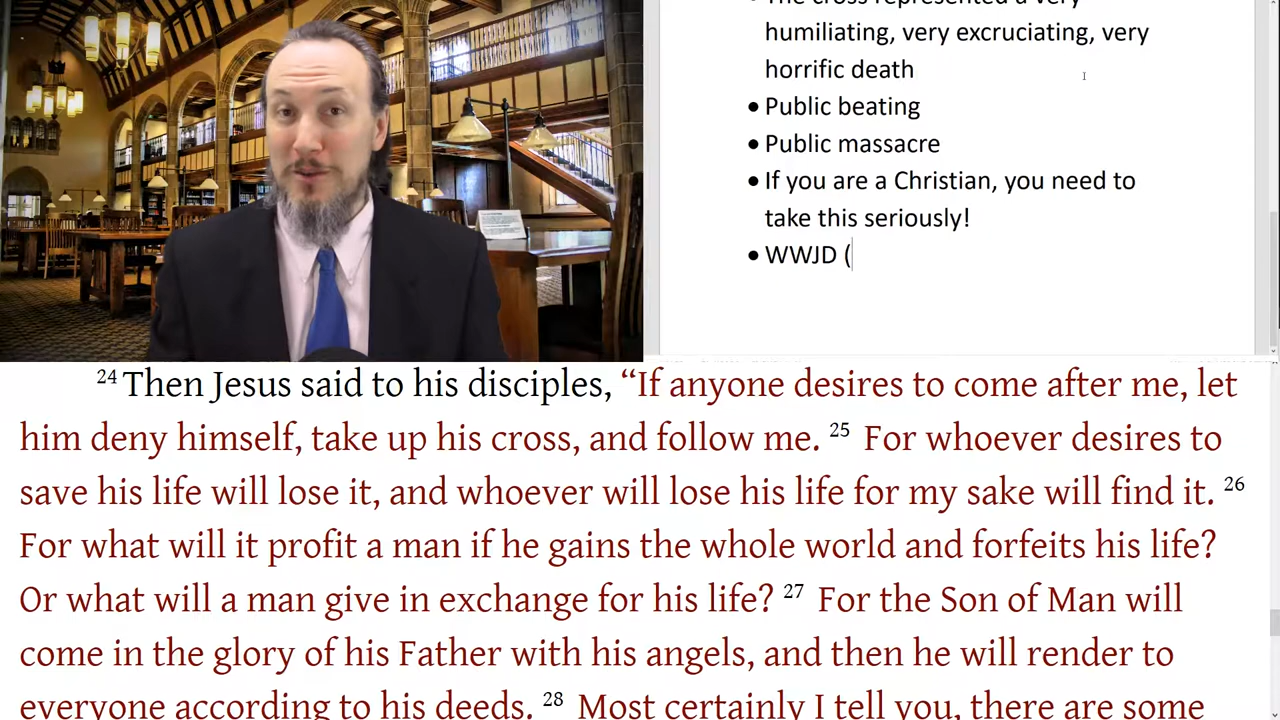 The cross represented a very
humiliating, very excruciating, very
horrific death
• Public beating
• Public massacre
• If you are a Christian, you need to
take this seriously!
• WWJD (
24 Then Jesus said to his disciples, “If anyone desires to come after me, let
him deny himself, take up his cross, and follow me. 25 For whoever desires to
save his life will lose it, and whoever will lose his life for my sake will find it. 26
For what will it profit a man if he gains the whole world and forfeits his life?
Or what will a man give in exchange for his life? 27 For the Son of Man will
come in the glory of his Father with his angels, and then he will render to
everyone according to his deeds. 28 Most certainly I tell you, there are some